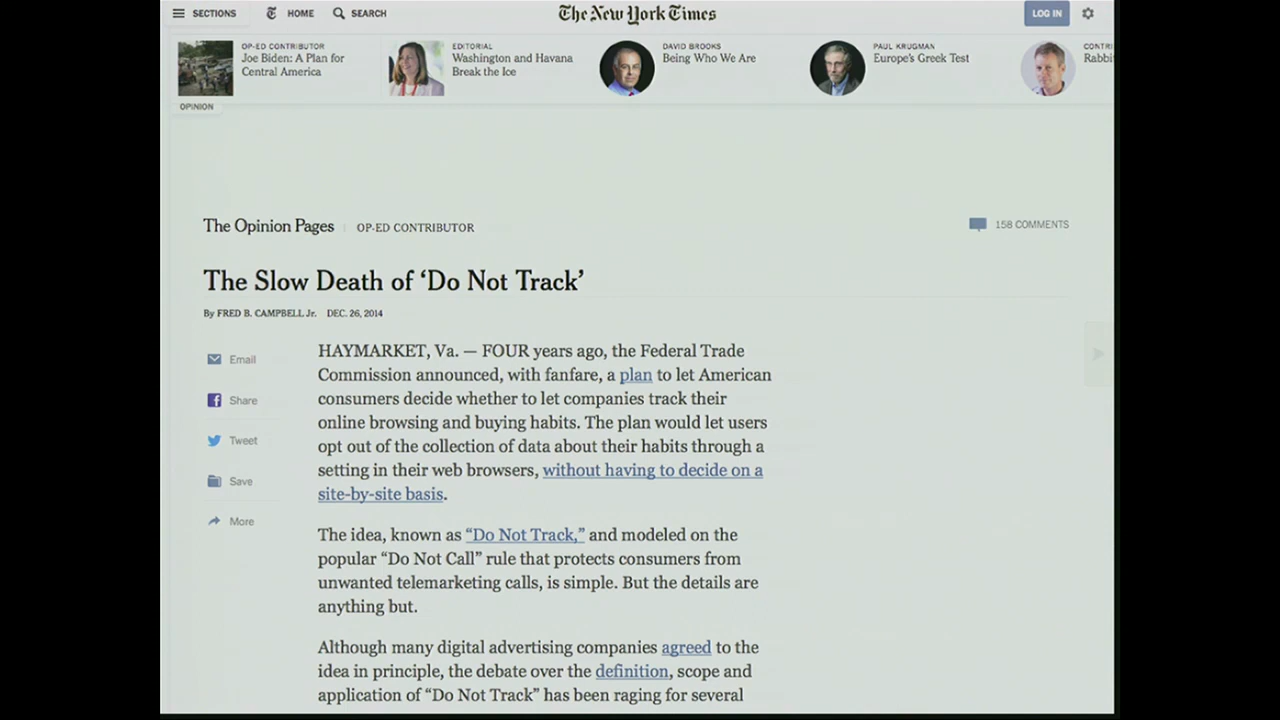 SECTIONS HOME SEARCH The New York Times LOG IN
OP-ED CONTRIBUTOR
Joe Biden: A Plan for
Central America
EDITORIAL
Washington and Havana
Break the Ice
DAVID BROOKS
Being Who We Are
PAUL KRUGMAN
Europe's Greek Test
CONTRI
Rabbi
OPINION
The Opinion Pages | OP-ED CONTRIBUTOR
158 COMMENTS
The Slow Death of ‘Do Not Track’
By FRED B. CAMPBELL Jr. DEC. 26, 2014
Email
Share
Tweet
Save
More
HAYMARKET, Va. — FOUR years ago, the Federal Trade
Commission announced, with fanfare, a plan to let American
consumers decide whether to let companies track their
online browsing and buying habits. The plan would let users
opt out of the collection of data about their habits through a
setting in their web browsers, without having to decide on a
site-by-site basis.
The idea, known as “Do Not Track,” and modeled on the
popular “Do Not Call” rule that protects consumers from
unwanted telemarketing calls, is simple. But the details are
anything but.
Although many digital advertising companies agreed to the
idea in principle, the debate over the definition, scope and
application of “Do Not Track” has been raging for several